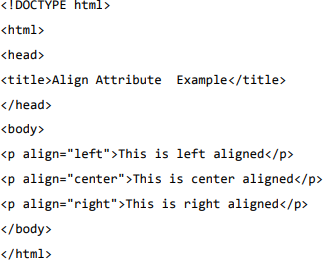 <!DOCTYPE html>
<html>
<head>
<title>Align Attribute  Example</title>
</head>
<body>
<p align="left">This is left aligned</p>
<p align="center">This is center aligned</p>
<p align="right">This is right aligned</p>
</body>
</html>